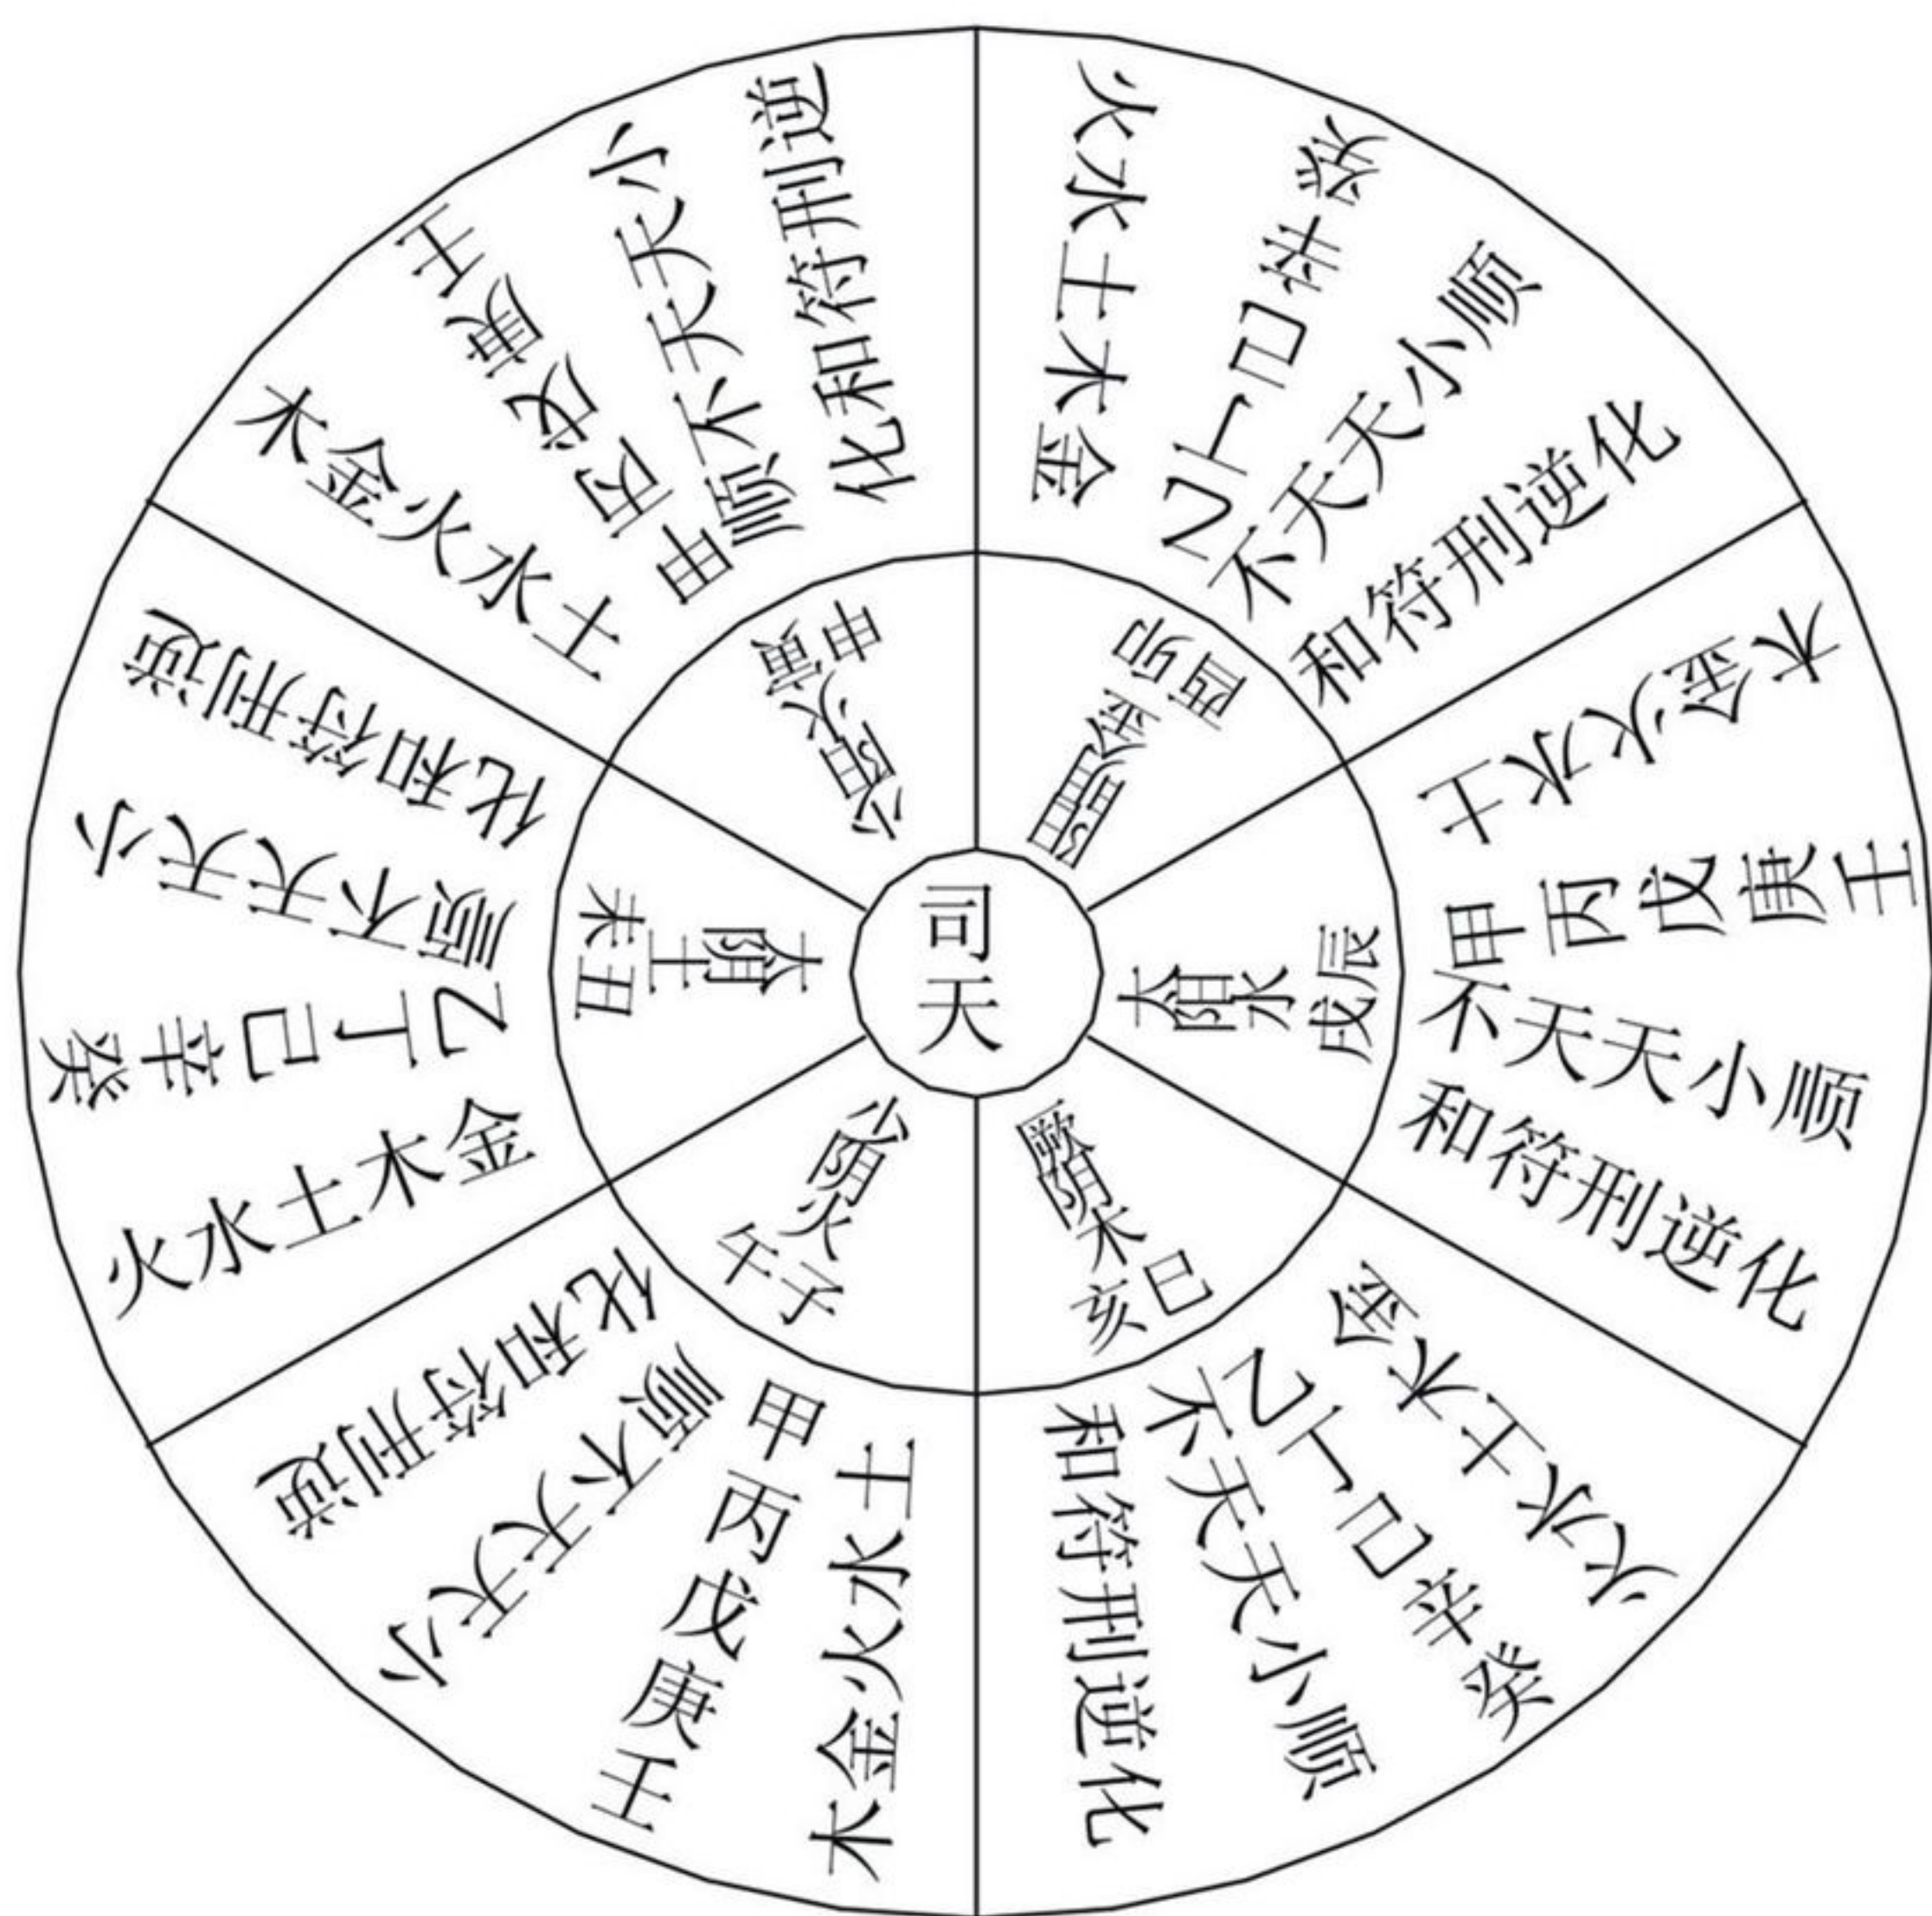 司天
少阴火
子午
土水火金木
甲丙戊庚壬
顺不天天小
化和符刑逆
太阴土
丑未
金木土水火
乙丁己辛癸
顺不天天小
化和符刑逆
少阳火
寅申
土水火金木
甲丙戊庚壬
顺不天天小
化和符刑逆
阳明金
卯酉
金木土水火
乙丁己辛癸
不天天小顺
和符刑逆化
太阳水
辰戌
土水火金木
甲丙戊庚壬
不天天小顺
和符刑逆化
厥阴木
巳亥
金木土水火
乙丁己辛癸
不天天小顺
和符刑逆化